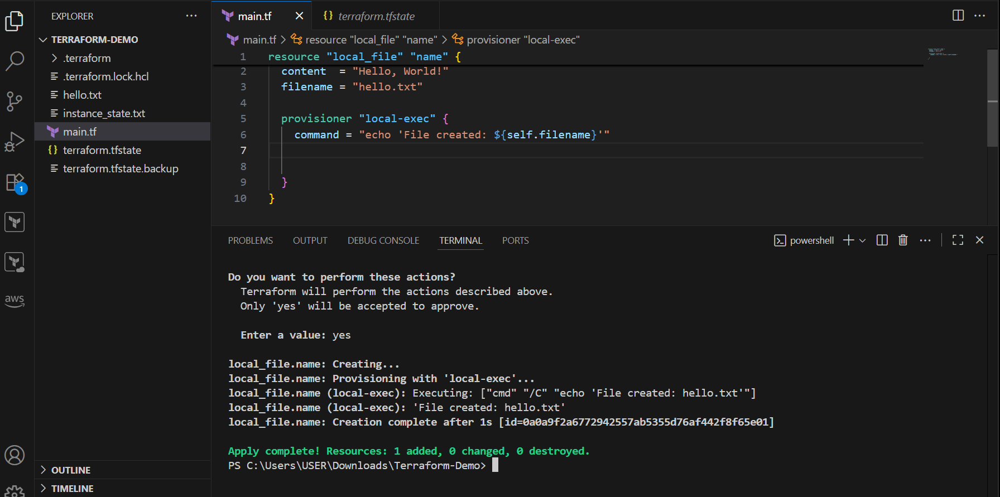 EXPLORER
TERRAFORM-DEMO
.terraform
.terraform.lock.hcl
hello.txt
instance_state.txt
main.tf
terraform.tfstate
terraform.tfstate.backup
OUTLINE
TIMELINE
1
aws
main.tf
terraform.tfstate
main.tf > resource "local_file" "name" > provisioner "local-exec"
1 resource "local_file" "name" {
2   content  = "Hello, World!"
3   filename = "hello.txt"
4
5   provisioner "local-exec" {
6     command = "echo 'File created: ${self.filename}'"
7
8
9   }
10 }
PROBLEMS OUTPUT DEBUG CONSOLE TERMINAL PORTS
powershell
Do you want to perform these actions?
  Terraform will perform the actions described above.
  Only 'yes' will be accepted to approve.
  Enter a value: yes
local_file.name: Creating...
local_file.name: Provisioning with 'local-exec'...
local_file.name (local-exec): Executing: ["cmd" "/C" "echo 'File created: hello.txt'"]
local_file.name (local-exec): 'File created: hello.txt'
local_file.name: Creation complete after 1s [id=0a0a9f2a6772942557ab5355d76af442f8f65e01]
Apply complete! Resources: 1 added, 0 changed, 0 destroyed.
PS C:\Users\USER\Downloads\Terraform-Demo>